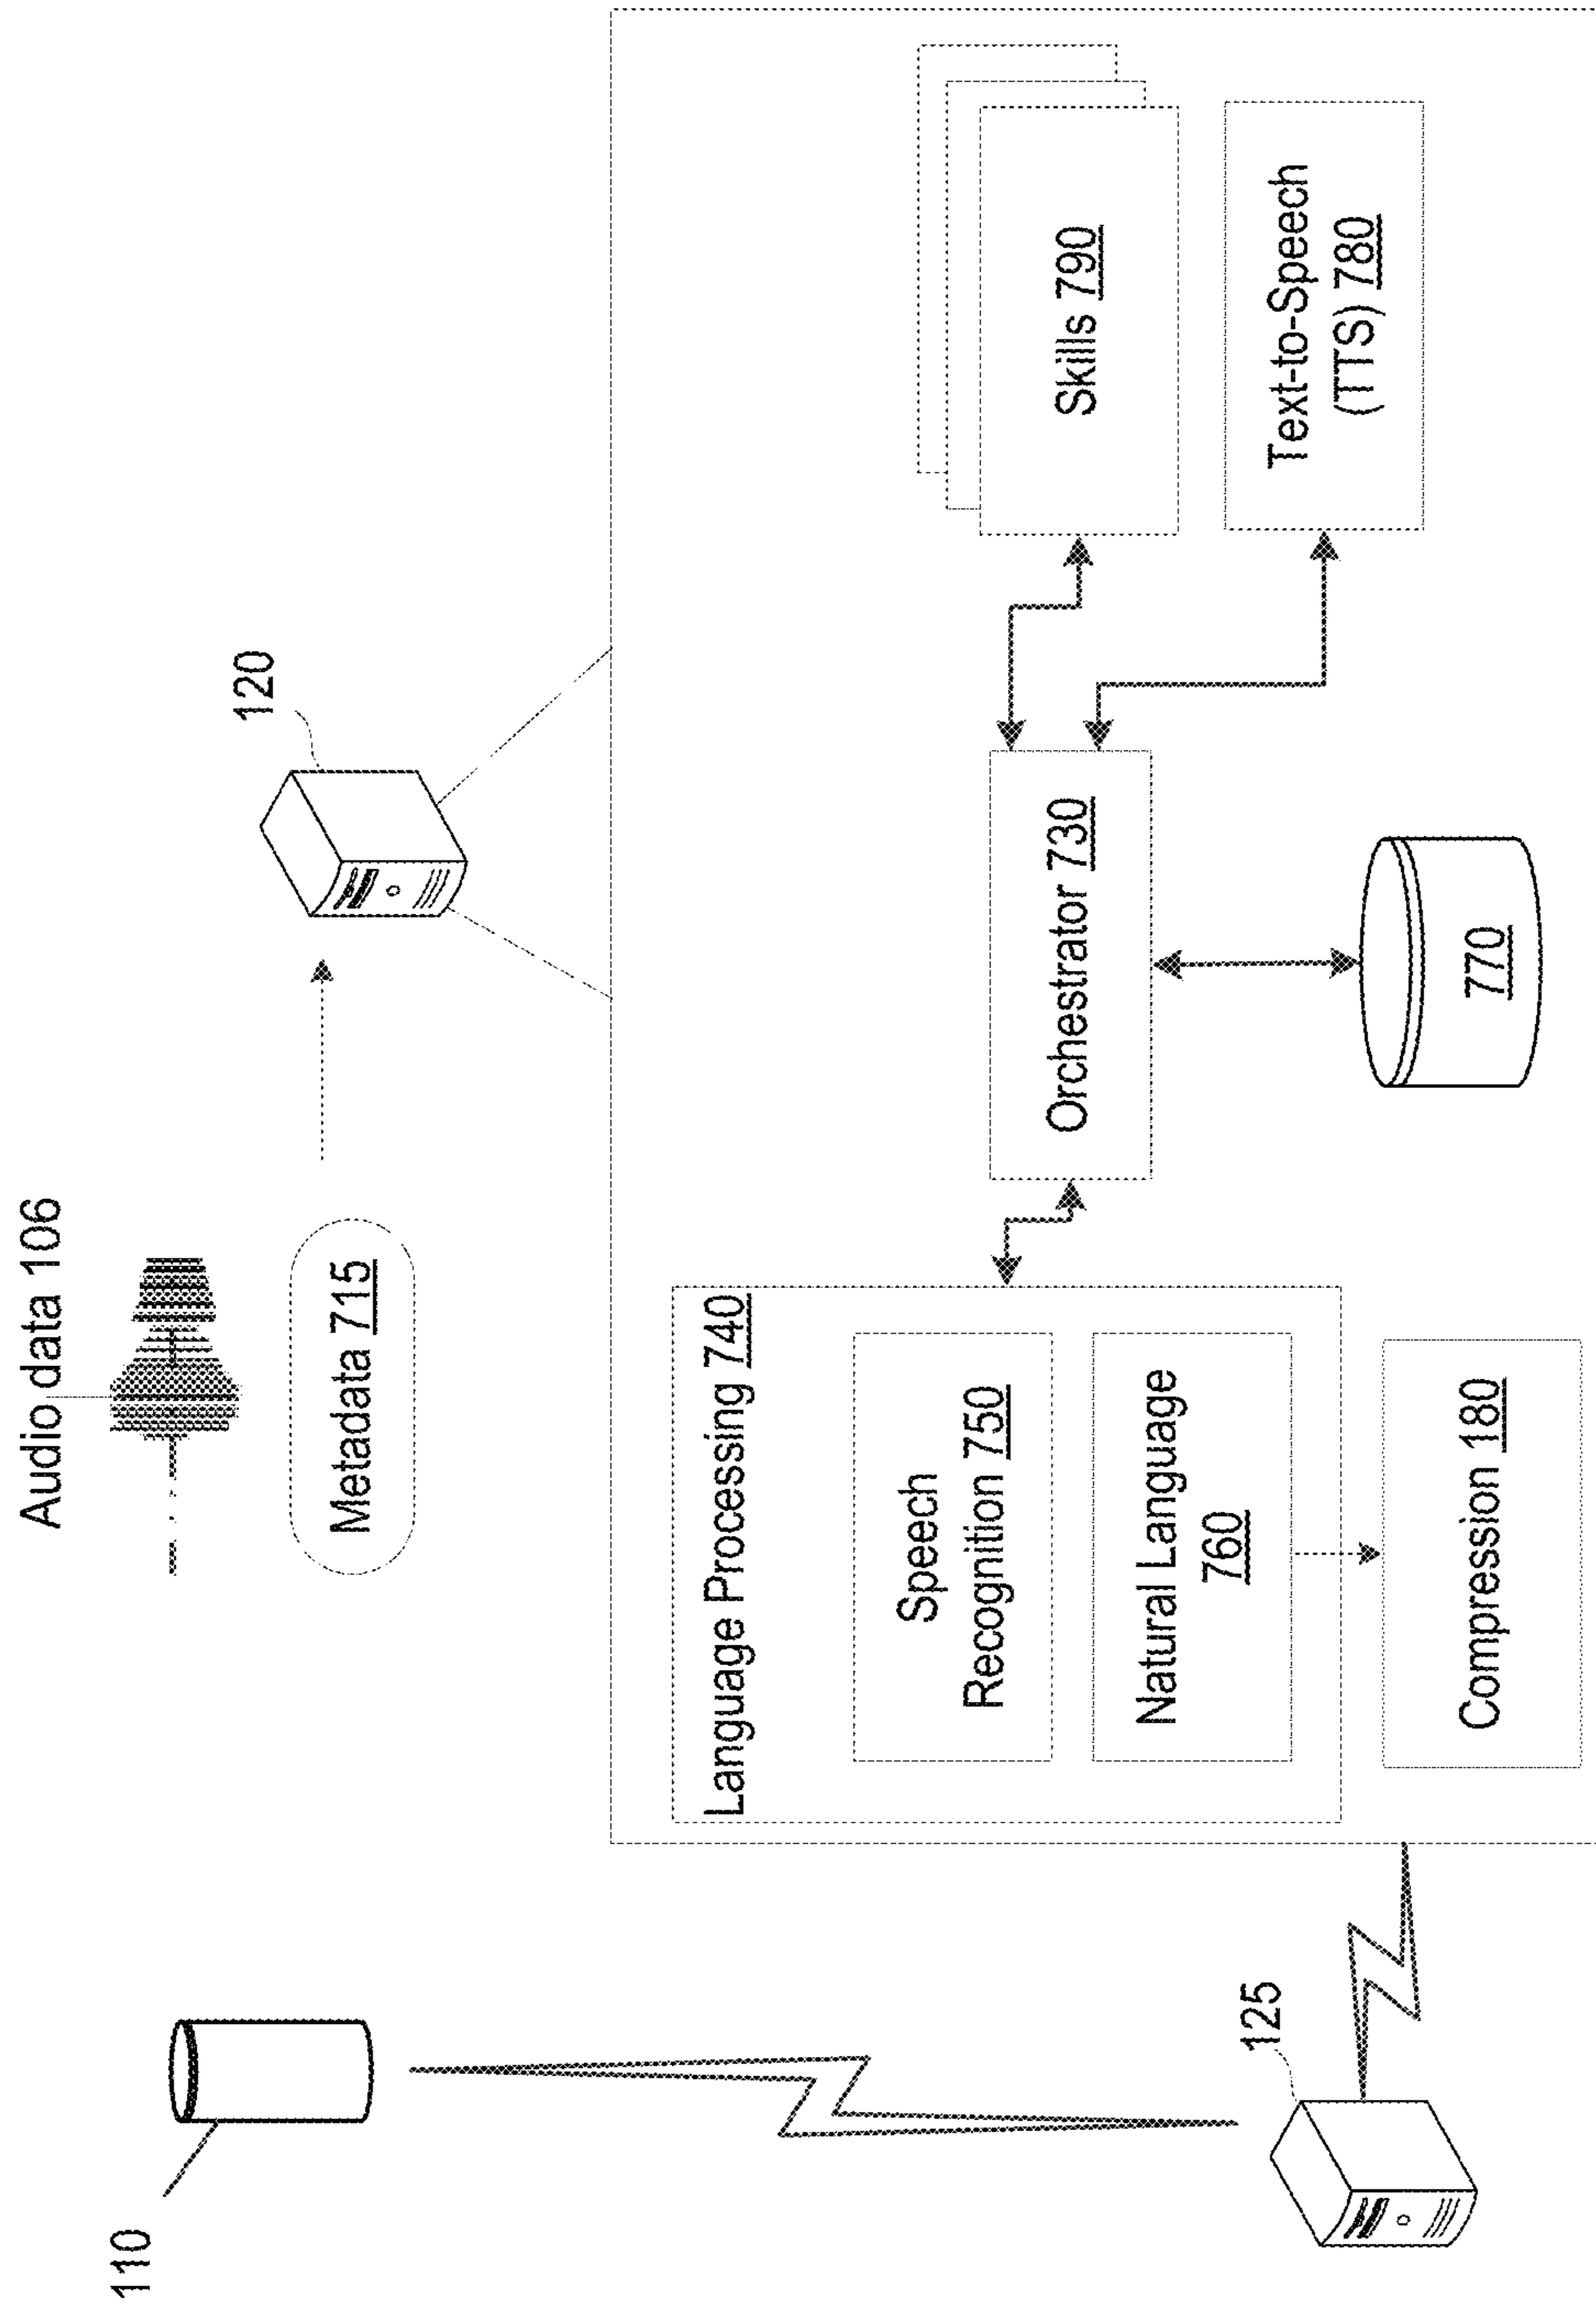 Audio data 106
110
Metadata 715
120
Language Processing 740
Speech
Recognition 750
Natural Language
760
Compression 180
Orchestrator 730
770
Skills 790
Text-to-Speech
(TTS) 780
125